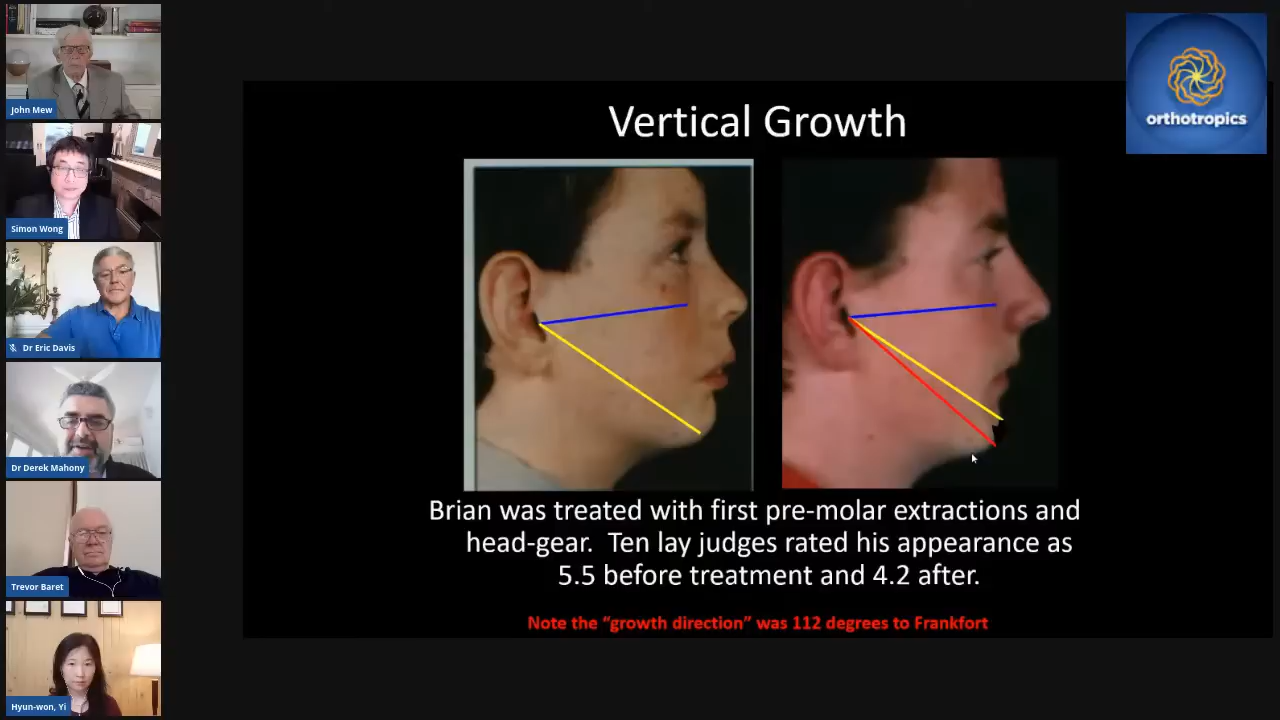 John Mew
Simon Wong
Dr Eric Davis
Dr Derek Mahony
Trevor Baret
Hyun-won, Yi
Vertical Growth
Brian was treated with first pre-molar extractions and
head-gear. Ten lay judges rated his appearance as
5.5 before treatment and 4.2 after.
Note the “growth direction” was 112 degrees to Frankfort
orthotropics